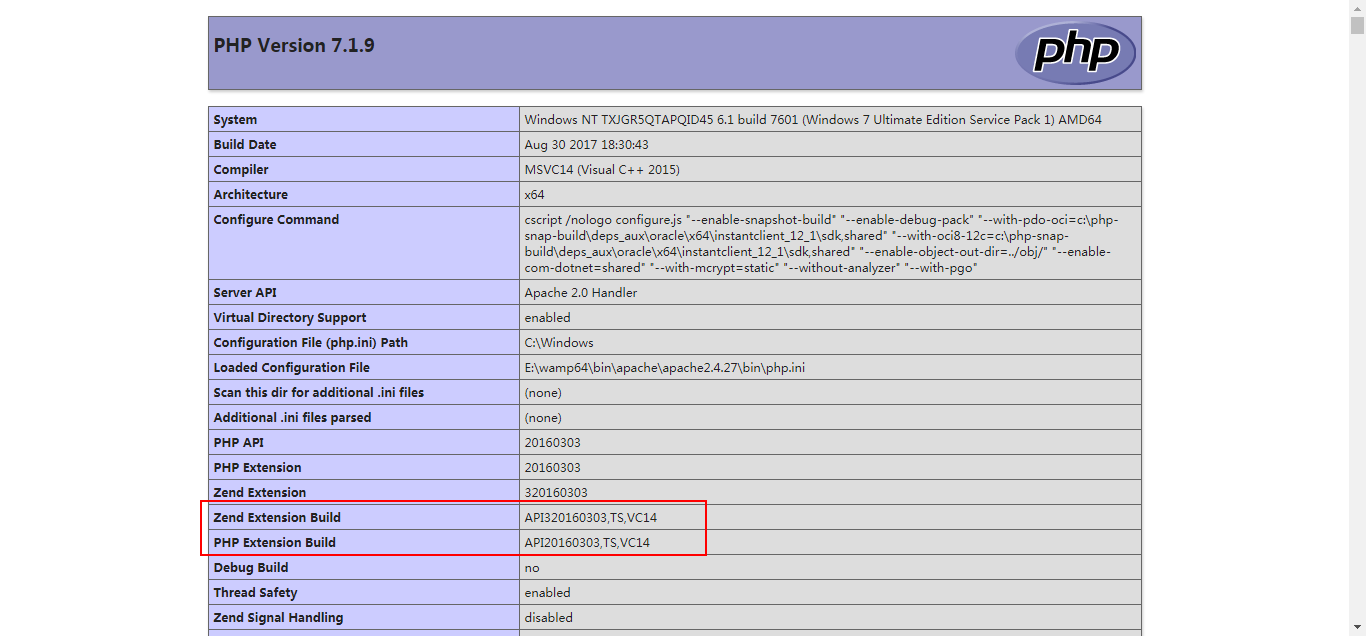 PHP Version 7.1.9
php
System Windows NT TXJGR5QTAPQID45 6.1 build 7601 (Windows 7 Ultimate Edition Service Pack 1) AMD64
Build Date Aug 30 2017 18:30:43
Compiler MSVC14 (Visual C++ 2015)
Architecture x64
Configure Command cscript /nologo configure.js "--enable-snapshot-build" "--enable-debug-pack" "--with-pdo-oci=c:\php-
snap-build\deps_aux\oracle\x64\instantclient_12_1\sdk,shared" "--with-oci8-12c=c:\php-snap-
build\deps_aux\oracle\x64\instantclient_12_1\sdk,shared" "--enable-object-out-dir=../obj/" "--enable-
com-dotnet=shared" "--with-mcrypt=static" "--without-analyzer" "--with-pgo"
Server API Apache 2.0 Handler
Virtual Directory Support enabled
Configuration File (php.ini) Path C:\Windows
Loaded Configuration File E:\wamp64\bin\apache\apache2.4.27\bin\php.ini
Scan this dir for additional .ini files (none)
Additional .ini files parsed (none)
PHP API 20160303
PHP Extension 20160303
Zend Extension 320160303
Zend Extension Build API320160303,TS,VC14
PHP Extension Build API20160303,TS,VC14
Debug Build no
Thread Safety enabled
Zend Signal Handling disabled